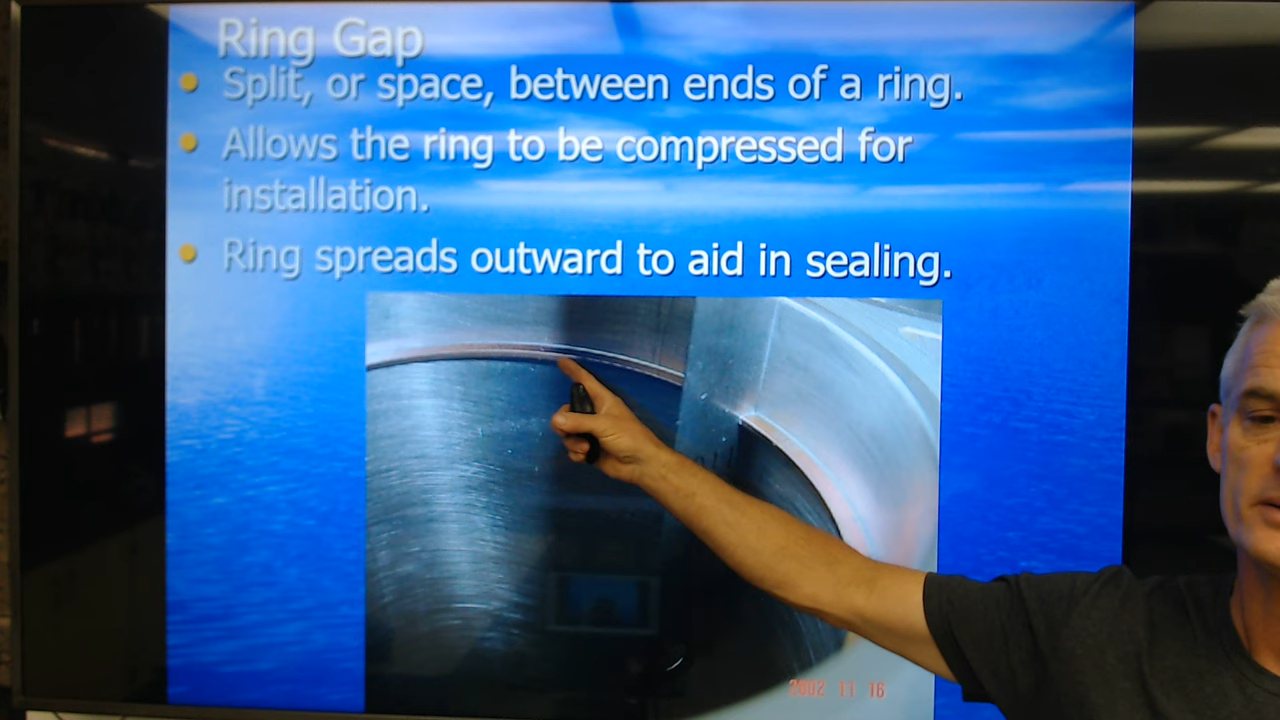 Ring Gap
Split, or space, between ends of a ring.
Allows the ring to be compressed for
installation.
Ring spreads outward to aid in sealing.
2002 11 16